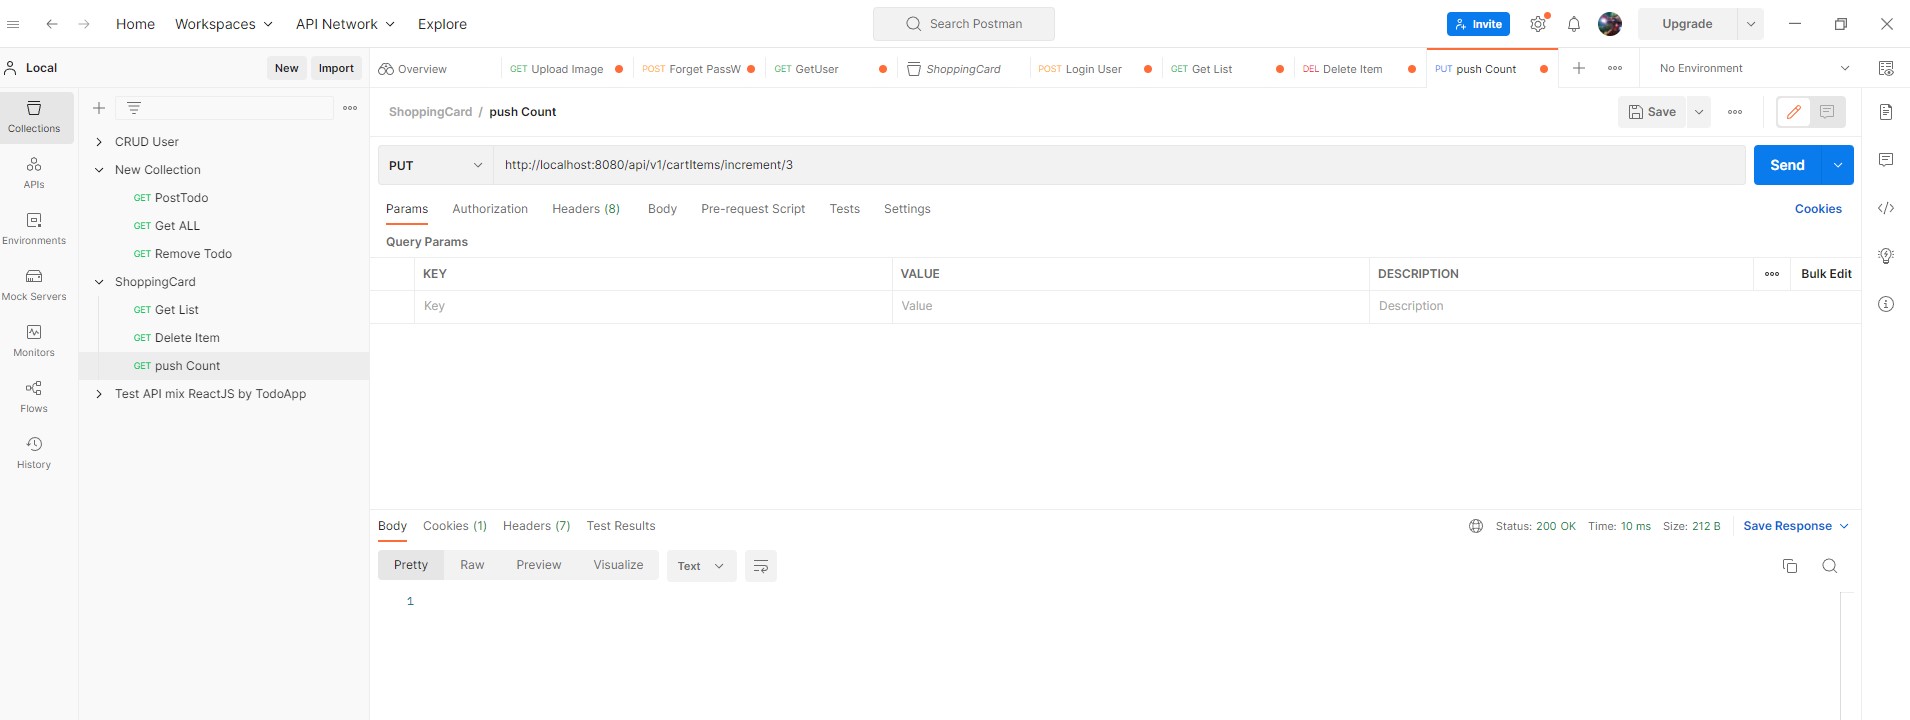 Home Workspaces API Network Explore Search Postman Invite Upgrade
Local New Import
Overview GET Upload Image POST Forget PassW GET GetUser ShoppingCard POST Login User GET Get List DEL Delete Item PUT push Count No Environment
Collections
APIs
Environments
Mock Servers
Monitors
Flows
History
CRUD User
New Collection
GET PostTodo
GET Get ALL
GET Remove Todo
ShoppingCard
GET Get List
GET Delete Item
GET push Count
Test API mix ReactJS by TodoApp
ShoppingCard / push Count Save
PUT http://localhost:8080/api/v1/cartItems/increment/3 Send
Params Authorization Headers (8) Body Pre-request Script Tests Settings Cookies
Query Params
KEY VALUE DESCRIPTION Bulk Edit
Key Value Description
Body Cookies (1) Headers (7) Test Results Status: 200 OK Time: 10 ms Size: 212 B Save Response
Pretty Raw Preview Visualize Text
1